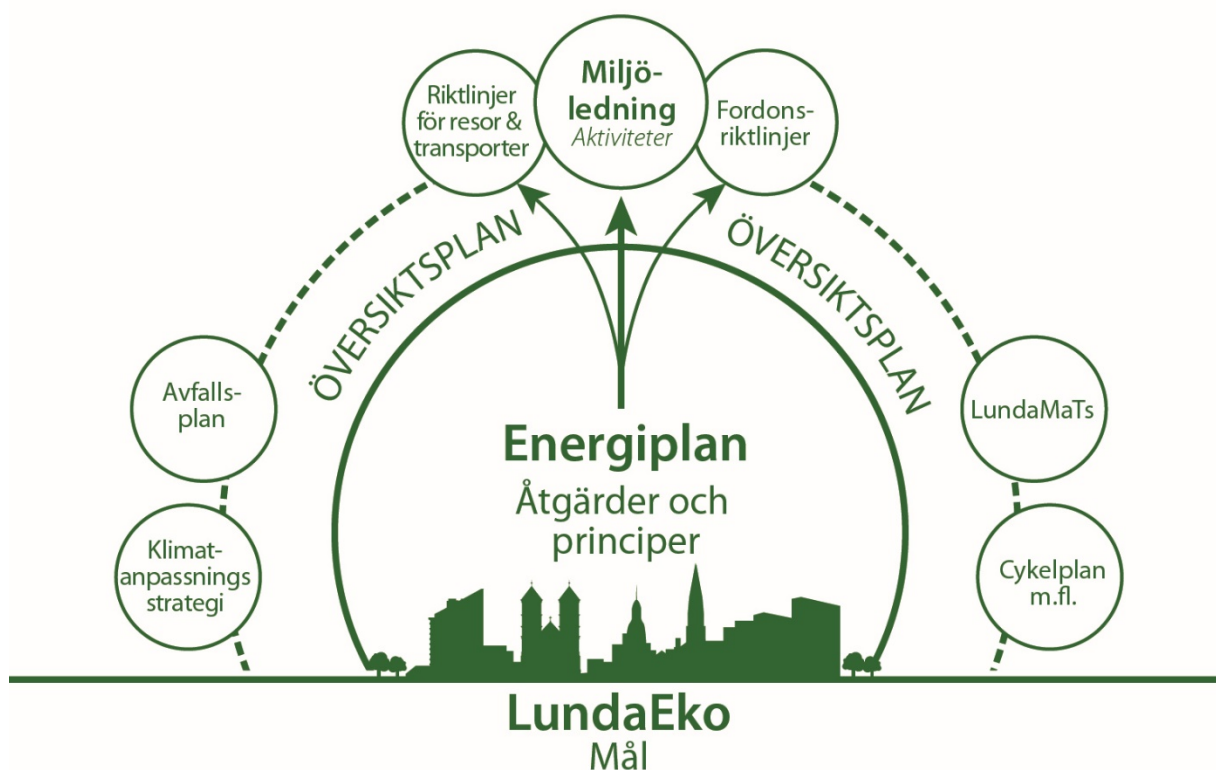 Miljö-
ledning
Aktiviteter
Riktlinjer
för resor &
transporter
Fordons-
riktlinjer
ÖVERSIKTSPLAN
ÖVERSIKTSPLAN
Avfalls-
plan
LundaMaTs
Energiplan
Åtgärder och
principer
Klimat-
anpassnings
strategi
Cykelplan
m.fl.
LundaEko
Mål